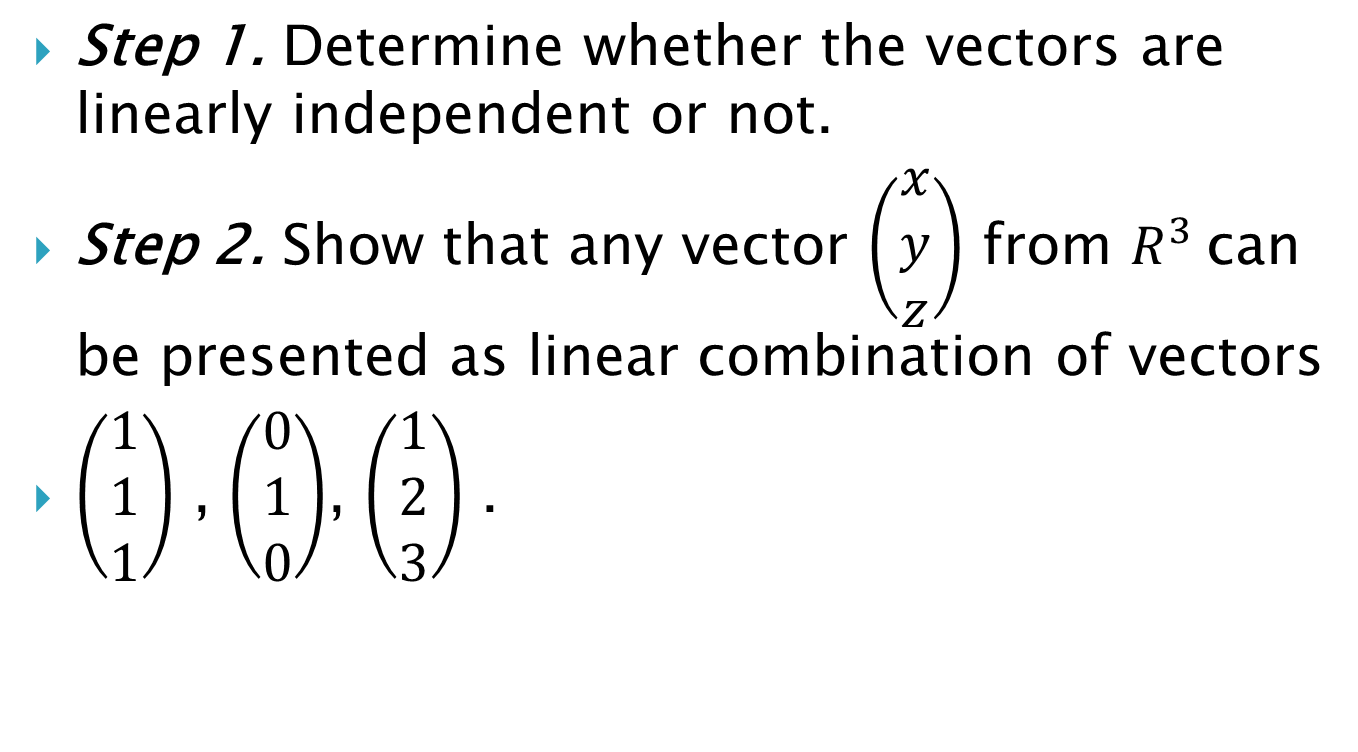 Step 1. Determine whether the vectors are
linearly independent or not.
Step 2. Show that any vector (x y z) from R³ can
be presented as linear combination of vectors
(1 1 1) , (0 1 0), (1 2 3) .